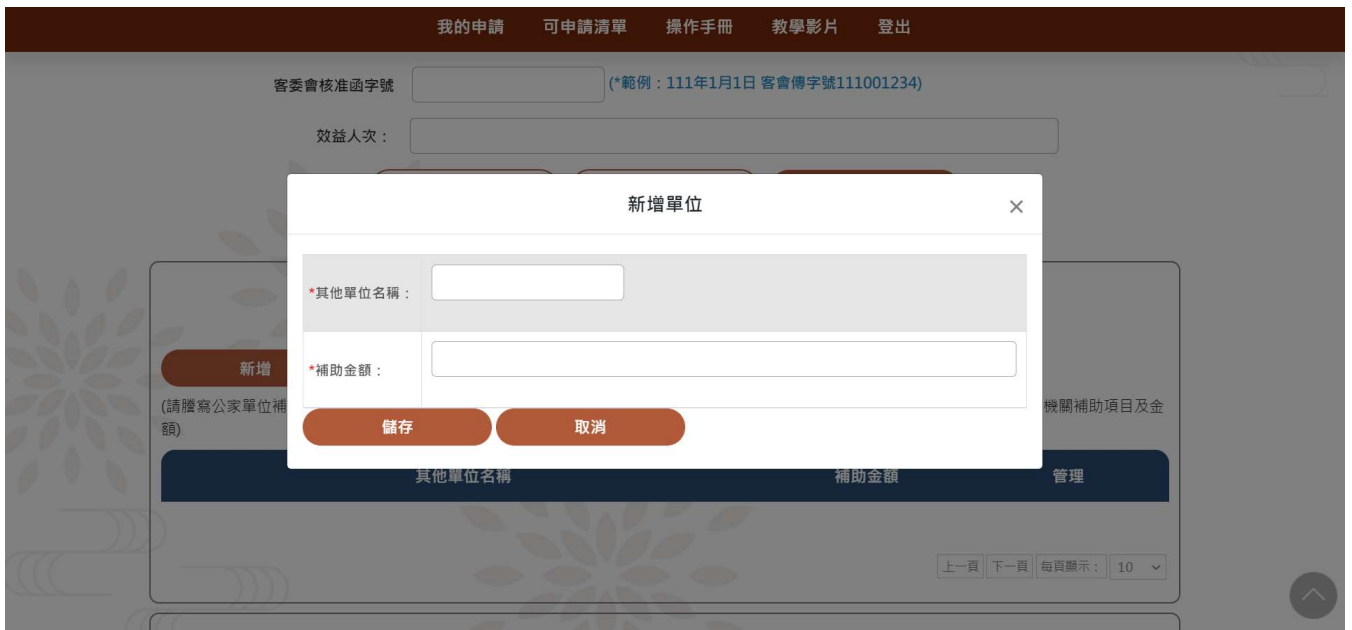 我的申請 可申請清單 操作手冊 教學影片 登出
客委會核准函字號 (*範例：111年1月1日 客會傳字號111001234)
效益人次：
新增單位 ×
*其他單位名稱：
新增 *補助金額：
(請謄寫公家單位補 機關補助項目及金
額)
儲存 取消
其他單位名稱 補助金額 管理
上一頁 下一頁 每頁顯示： 10